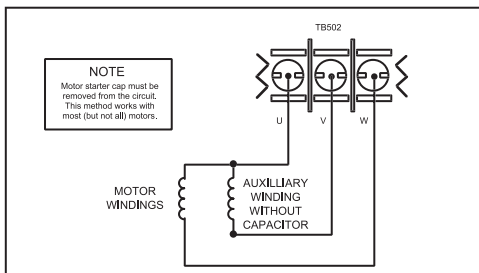 TB502
NOTE
Motor starter cap must be
removed from the circuit.
This method works with
most (but not all) motors.
U
V
W
MOTOR
WINDINGS
AUXILLIARY
WINDING
WITHOUT
CAPACITOR